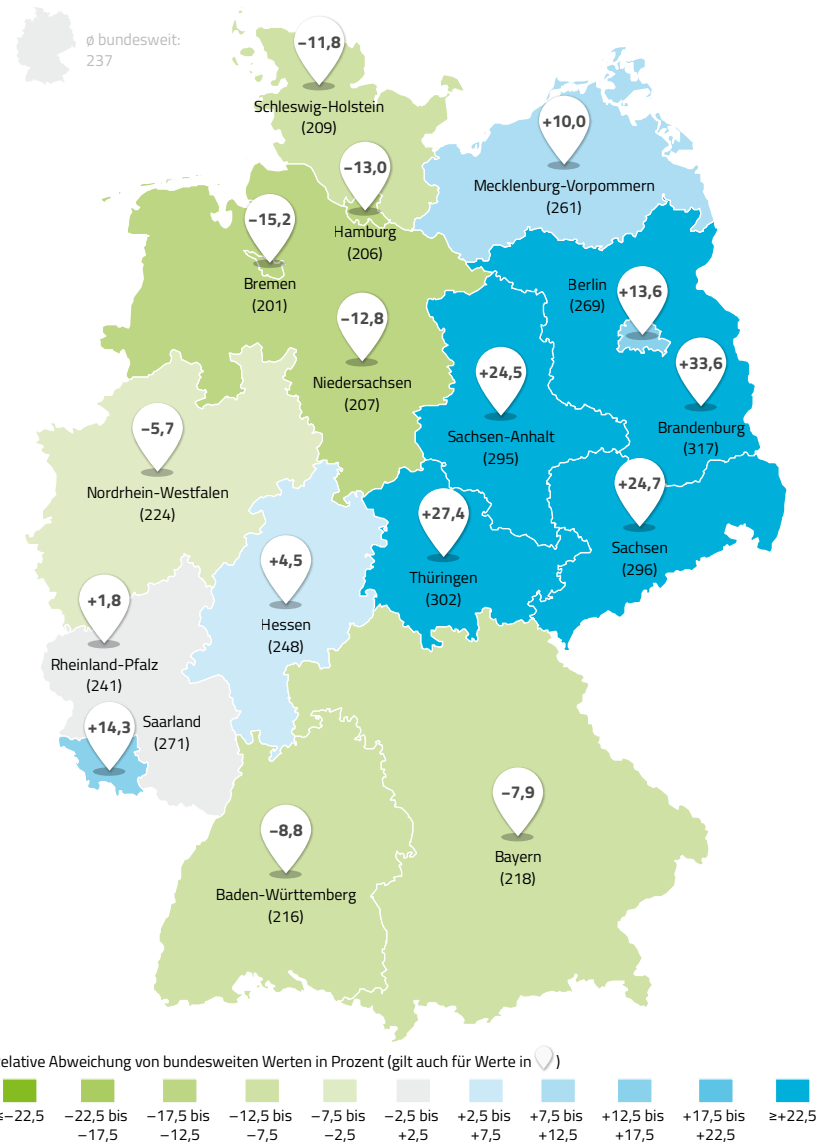 ø bundesweit:
237
−11,8
Schleswig-Holstein
(209)
−13,0
Hamburg
(206)
+10,0
Mecklenburg-Vorpommern
(261)
−15,2
Bremen
(201)
−12,8
Niedersachsen
(207)
Berlin
(269)
+13,6
+33,6
Brandenburg
(317)
+24,5
Sachsen-Anhalt
(295)
−5,7
Nordrhein-Westfalen
(224)
+24,7
Sachsen
(296)
+27,4
Thüringen
(302)
+4,5
Hessen
(248)
+1,8
Rheinland-Pfalz
(241)
+14,3
Saarland
(271)
−7,9
Bayern
(218)
−8,8
Baden-Württemberg
(216)
elative Abweichung von bundesweiten Werten in Prozent (gilt auch für Werte in )
≤−22,5
−22,5 bis
−17,5
−17,5 bis
−12,5
−12,5 bis
−7,5
−7,5 bis
−2,5
−2,5 bis
+2,5
+2,5 bis
+7,5
+7,5 bis
+12,5
+12,5 bis
+17,5
+17,5 bis
+22,5
≥+22,5